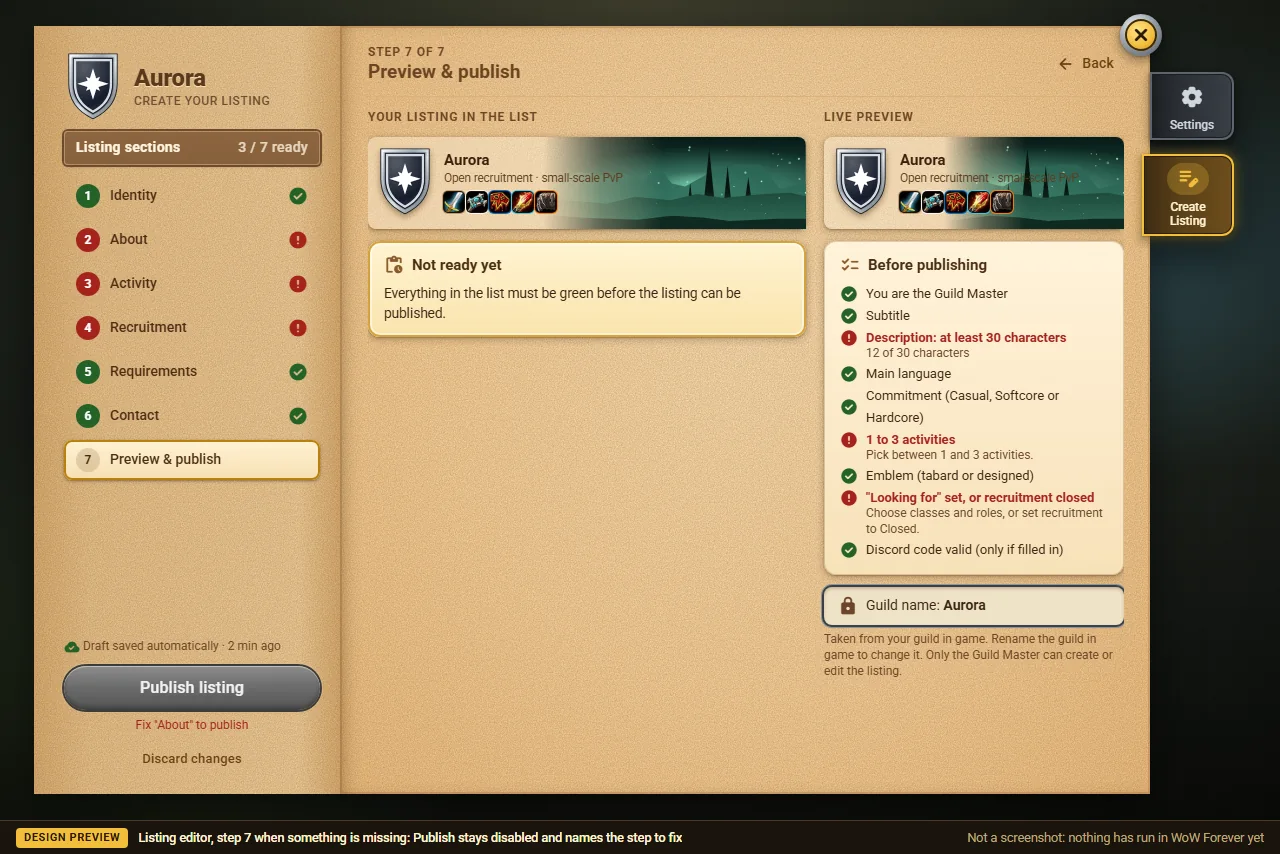 Aurora
CREATE YOUR LISTING
Listing sections 3 / 7 ready
1 Identity
2 About
3 Activity
4 Recruitment
5 Requirements
6 Contact
7 Preview & publish
Draft saved automatically · 2 min ago
Publish listing
Fix "About" to publish
Discard changes
STEP 7 OF 7
Preview & publish
Back
YOUR LISTING IN THE LIST
Aurora
Open recruitment · small-scale PvP
Not ready yet
Everything in the list must be green before the listing can be
published.
LIVE PREVIEW
Aurora
Open recruitment · small-scale PvP
Before publishing
You are the Guild Master
Subtitle
Description: at least 30 characters
12 of 30 characters
Main language
Commitment (Casual, Softcore or
Hardcore)
1 to 3 activities
Pick between 1 and 3 activities.
Emblem (tabard or designed)
"Looking for" set, or recruitment closed
Choose classes and roles, or set recruitment
to Closed.
Discord code valid (only if filled in)
Guild name: Aurora
Taken from your guild in game. Rename the guild in
game to change it. Only the Guild Master can create or
edit the listing.
Settings
Create
Listing
DESIGN PREVIEW Listing editor, step 7 when something is missing: Publish stays disabled and names the step to fix
Not a screenshot: nothing has run in WoW Forever yet